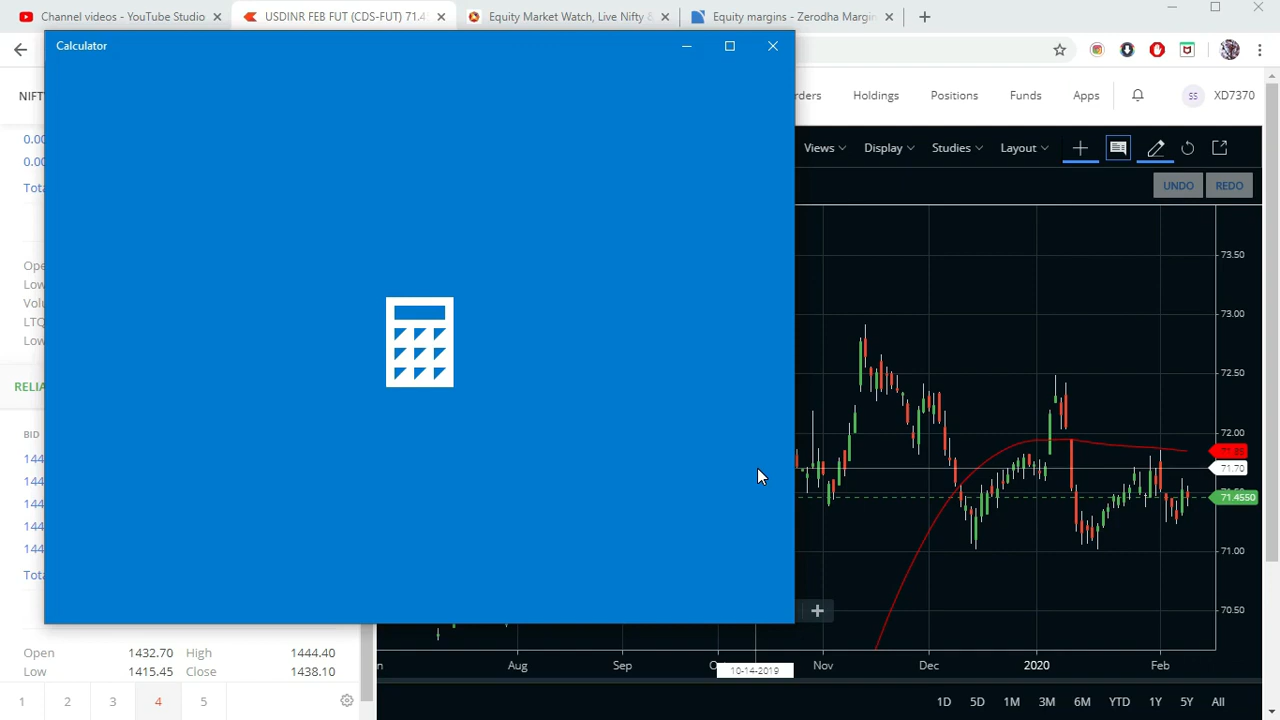 Channel videos - YouTube Studio
USDINR FEB FUT (CDS-FUT) 71.4
Equity Market Watch, Live Nifty &
Equity margins - Zerodha Margin
Calculator
NIFT
rders Holdings Positions Funds Apps SS XD7370
Views Display Studies Layout
UNDO REDO
0.00
0.00
Tota
Ope
Low
Volu
LTQ
Low
RELIA
BID
144
144
144
144
144
Tota
Open 1432.70 High 1444.40
Low 1415.45 Close 1438.10
1 2 3 4 5
73.50
73.00
72.50
72.00
71.85
71.70
71.4550
71.00
70.50
Aug Sep Nov Dec 2020 Feb
10-14-2019
1D 5D 1M 3M 6M YTD 1Y 5Y All